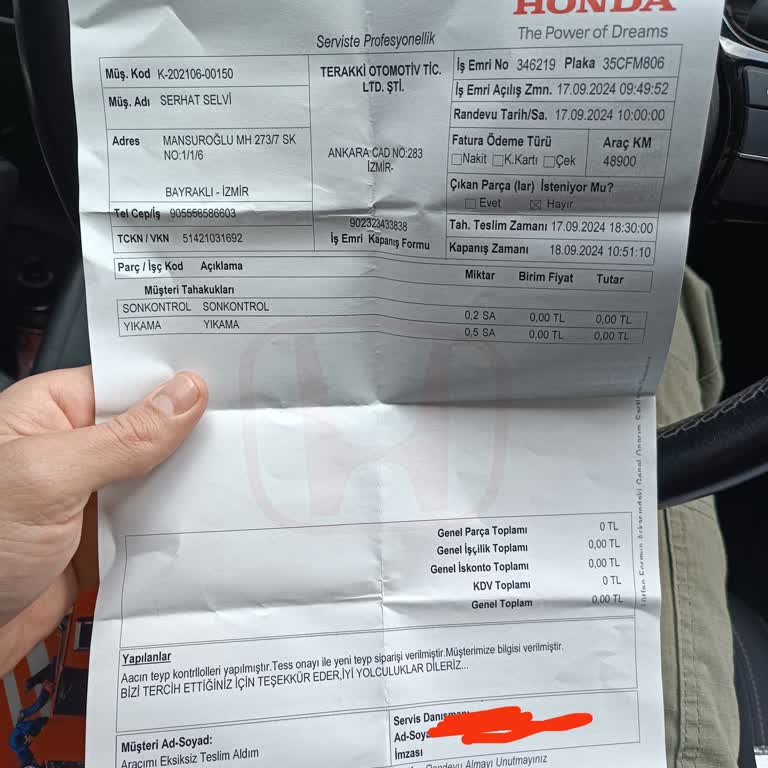 HONDA
The Power of Dreams
Serviste Profesyonellik
Müş. Kod K-202106-00150
Müş. Adı SERHAT SELVİ
Adres MANSUROĞLU MH 273/7 SK
NO:1/1/6
BAYRAKLI - İZMİR
Tel Cep/İş 905558586603
TCKN / VKN 51421031692
TERAKKİ OTOMOTİV TİC.
LTD. ŞTİ.
ANKARA CAD NO:283
İZMİR-
902323433838
İş Emri Kapanış Formu
İş Emri No 346219 Plaka 35CFM806
İş Emri Açılış Zmn. 17.09.2024 09:49:52
Randevu Tarih/Sa. 17.09.2024 10:00:00
Fatura Ödeme Türü
Nakit K.Kartı Çek
Araç KM
48900
Çıkan Parça (lar) İsteniyor Mu?
Evet Hayır
Tah. Teslim Zamanı 17.09.2024 18:30:00
Kapanış Zamanı 18.09.2024 10:51:10
Parç / İşç Kod Açıklama Miktar Birim Fiyat Tutar
Müşteri Tahakukları
SONKONTROL SONKONTROL 0,2 SA 0,00 TL 0,00 TL
YIKAMA YIKAMA 0,5 SA 0,00 TL 0,00 TL
Genel Parça Toplamı 0 TL
Genel İşçilik Toplamı 0,00 TL
Genel İskonto Toplamı 0,00 TL
KDV Toplamı 0 TL
Genel Toplam 0,00 TL
Yapılanlar
Aacın teyp kontrllolleri yapılmıştır.Tess onayı ile yeni teyp siparişi verilmiştir.Müşterimize bilgisi verilmiştir.
BİZİ TERCİH ETTİĞİNİZ İÇİN TEŞEKKÜR EDER,İYİ YOLCULUKLAR DİLERİZ...
Müşteri Ad-Soyad:
Aracımı Eksiksiz Teslim Aldım
Servis Danışmanı
Ad-Soya
İmzası
Randevu Almayı Unutmayınız